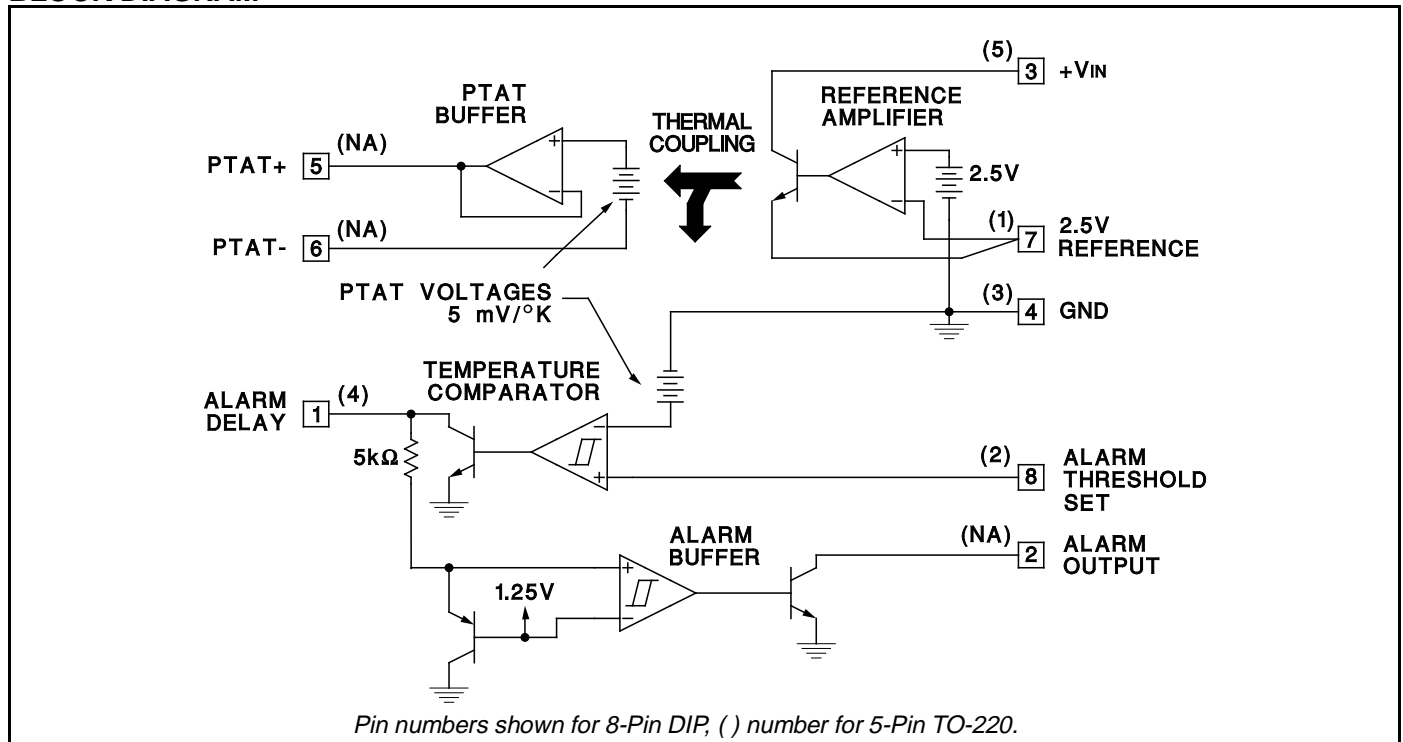 (5)
3 +VIN
PTAT
BUFFER
REFERENCE
AMPLIFIER
THERMAL
COUPLING
PTAT+ 5 (NA)
+
−
+
−
2.5V
PTAT- 6 (NA)
(1)
7 2.5V
REFERENCE
PTAT VOLTAGES
5 mV/°K
(3)
4 GND
TEMPERATURE
COMPARATOR
ALARM
DELAY
1 (4)
−
+
5kΩ
(2)
8 ALARM
THRESHOLD
SET
ALARM
BUFFER
(NA)
2 ALARM
OUTPUT
+
−
1.25V
Pin numbers shown for 8-Pin DIP, ( ) number for 5-Pin TO-220.